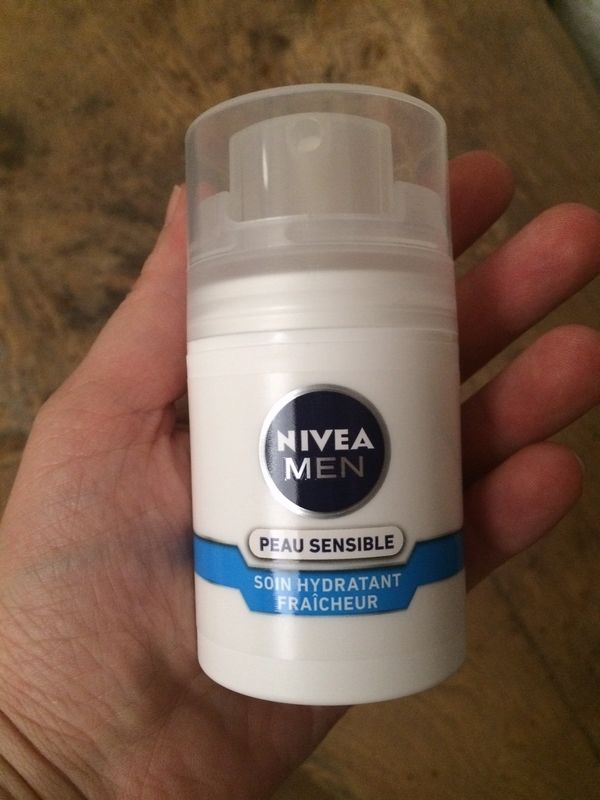 NIVEA
MEN
PEAU SENSIBLE
SOIN HYDRATANT
FRAÎCHEUR